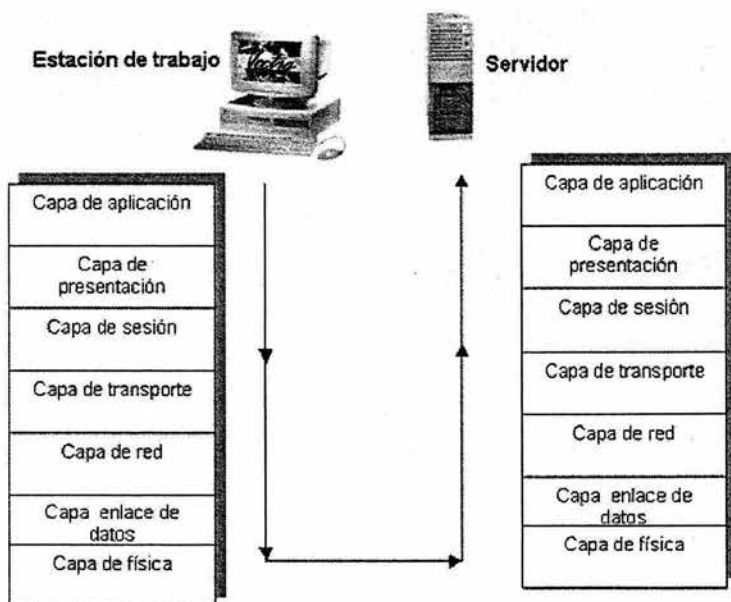 Estación de trabajo
Servidor
Capa de aplicación
Capa de
presentación
Capa de sesión
Capa de transporte
Capa de red
Capa enlace de
datos
Capa de física
Capa de aplicación
Capa de
presentación
Capa de sesión
Capa de transporte
Capa de red
Capa enlace de
datos
Capa de física